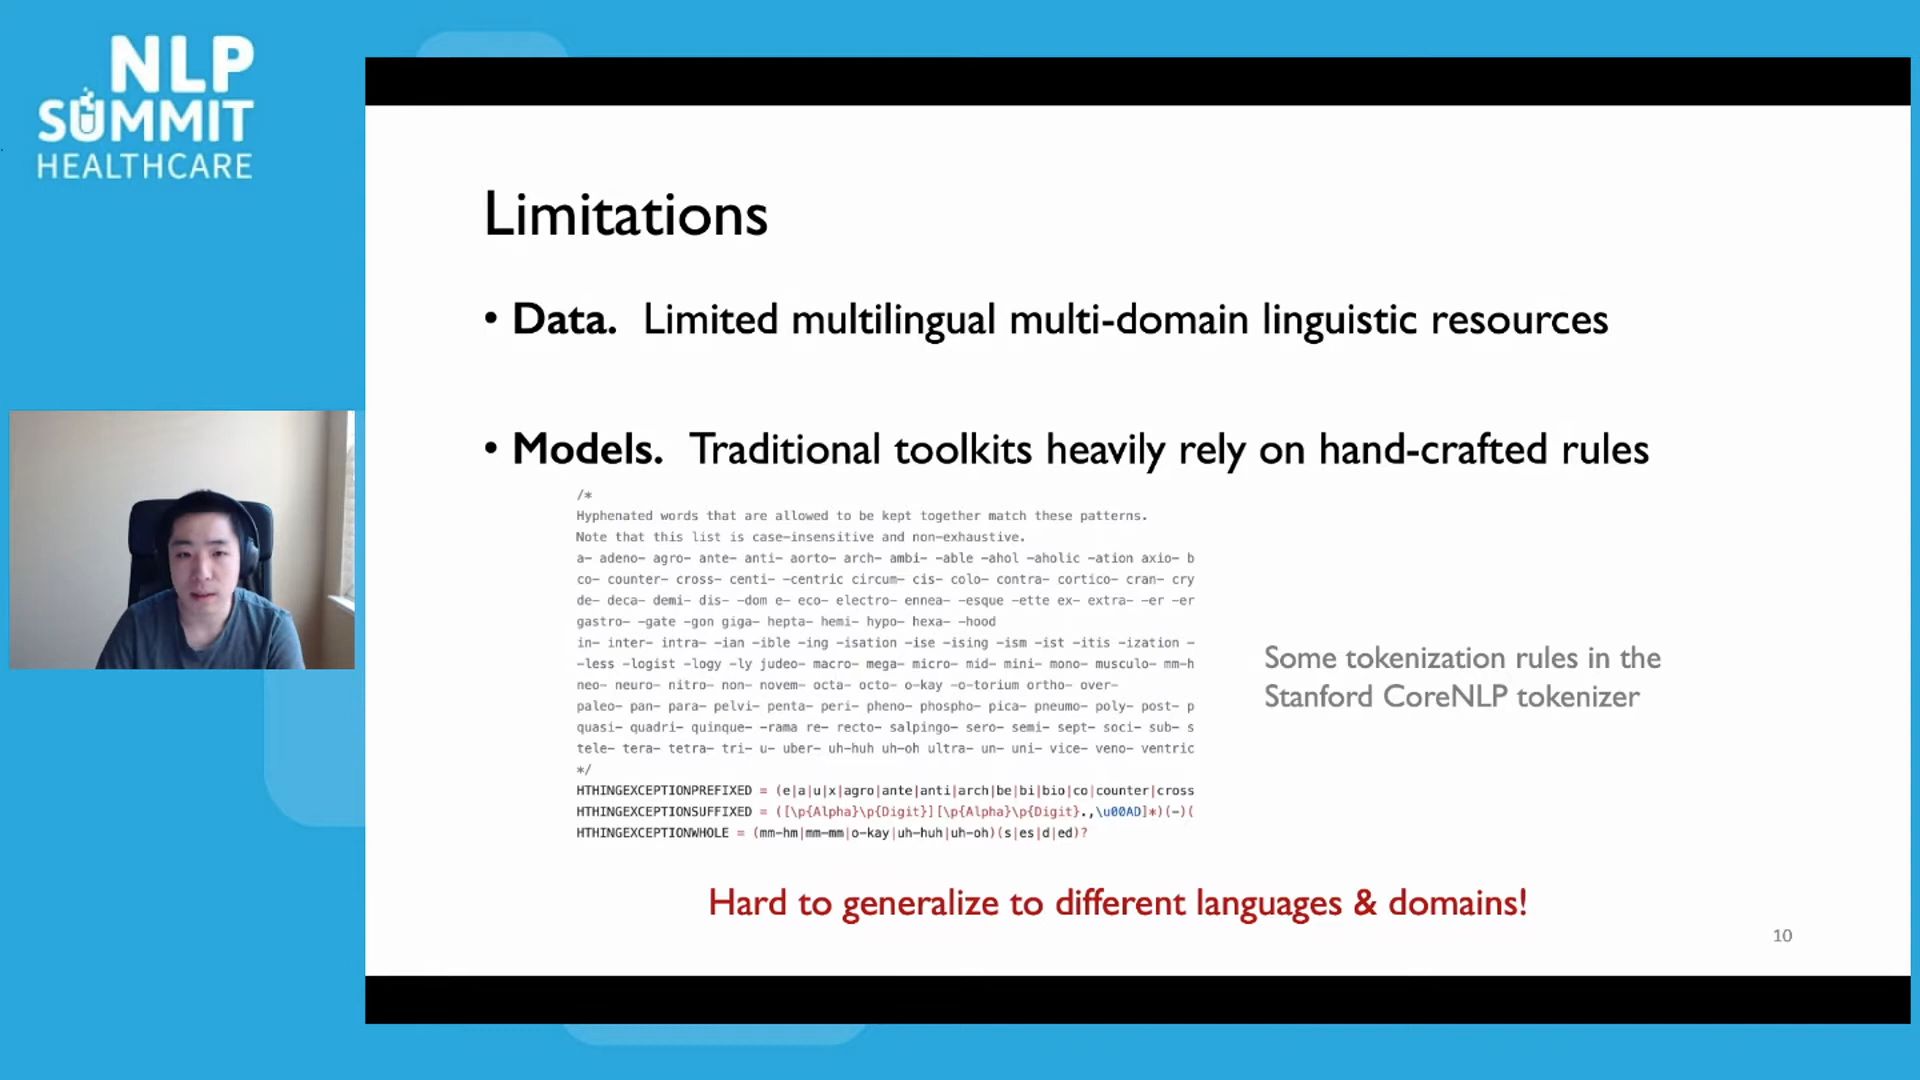 NLP
SUMMIT
HEALTHCARE
Limitations
• Data. Limited multilingual multi-domain linguistic resources
• Models. Traditional toolkits heavily rely on hand-crafted rules
/*
Hyphenated words that are allowed to be kept together match these patterns.
Note that this list is case-insensitive and non-exhaustive.
a- adeno- agro- ante- anti- aorto- arch- ambi- -able -ahol -aholic -ation axio- b
co- counter- cross- centi- -centric circum- cis- colo- contra- cortico- cran- cry
de- deca- demi- dis- -dom e- eco- electro- ennea- -esque -ette ex- extra- -er -er
gastro- -gate -gon giga- hepta- hemi- hypo- hexa- -hood
in- inter- intra- -ian -ible -ing -isation -ise -ising -ism -ist -itis -ization -
-less -logist -logy -ly judeo- macro- mega- micro- mid- mini- mono- musculo- mm-h
neo- neuro- nitro- non- novem- octa- octo- o-kay -o-torium ortho- over-
paleo- pan- para- pelvi- penta- peri- pheno- phospho- pica- pneumo- poly- post- p
quasi- quadri- quinque- -rama re- recto- salpingo- sero- semi- sept- soci- sub- s
tele- tera- tetra- tri- u- uber- uh-huh uh-oh ultra- un- uni- vice- veno- ventric
*/
HTHINGEXCEPTIONPREFIXED = (e|a|u|x|agro|ante|anti|arch|be|bi|bio|co|counter|cross
HTHINGEXCEPTIONSUFFIXED = ([\p{Alpha}\p{Digit}][\p{Alpha}\p{Digit}.,\u00AD]*)(-)(
HTHINGEXCEPTIONWHOLE = (mm-hm|mm-mm|o-kay|uh-huh|uh-oh)(s|es|d|ed)?
Some tokenization rules in the
Stanford CoreNLP tokenizer
Hard to generalize to different languages & domains!
10